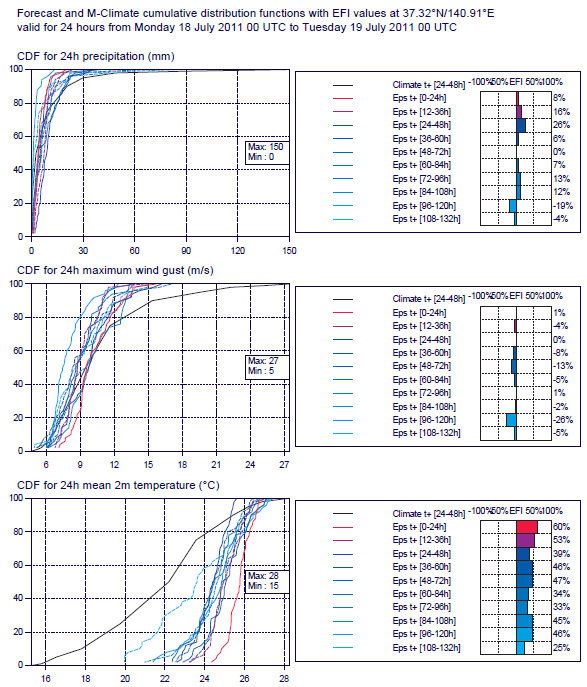 Forecast and M-Climate cumulative distribution functions with EFI values at 37.32°N/140.91°E
valid for 24 hours from Monday 18 July 2011 00 UTC to Tuesday 19 July 2011 00 UTC
CDF for 24h precipitation (mm)
100
80
60
40
20
0
Max: 150
Min : 0
0 30 60 90 120 150
Climate t+ [24-48h] -100%50% EFI 50%100%
Eps t+ [0-24h] 8%
Eps t+ [12-36h] 16%
Eps t+ [24-48h] 26%
Eps t+ [36-60h] 6%
Eps t+ [48-72h] 0%
Eps t+ [60-84h] 7%
Eps t+ [72-96h] 13%
Eps t+ [84-108h] 12%
Eps t+ [96-120h] -19%
Eps t+ [108-132h] -4%
CDF for 24h maximum wind gust (m/s)
100
80
60
40
20
0
Max: 27
Min : 5
6 9 12 15 18 21 24 27
Climate t+ [24-48h] -100%50% EFI 50%100%
Eps t+ [0-24h] 1%
Eps t+ [12-36h] -4%
Eps t+ [24-48h] 0%
Eps t+ [36-60h] -8%
Eps t+ [48-72h] -13%
Eps t+ [60-84h] -5%
Eps t+ [72-96h] 1%
Eps t+ [84-108h] -2%
Eps t+ [96-120h] -26%
Eps t+ [108-132h] -5%
CDF for 24h mean 2m temperature (°C)
100
80
60
40
20
0
Max: 28
Min : 15
16 18 20 22 24 26 28
Climate t+ [24-48h] -100%50% EFI 50%100%
Eps t+ [0-24h] 60%
Eps t+ [12-36h] 53%
Eps t+ [24-48h] 39%
Eps t+ [36-60h] 46%
Eps t+ [48-72h] 47%
Eps t+ [60-84h] 34%
Eps t+ [72-96h] 33%
Eps t+ [84-108h] 45%
Eps t+ [96-120h] 46%
Eps t+ [108-132h] 25%